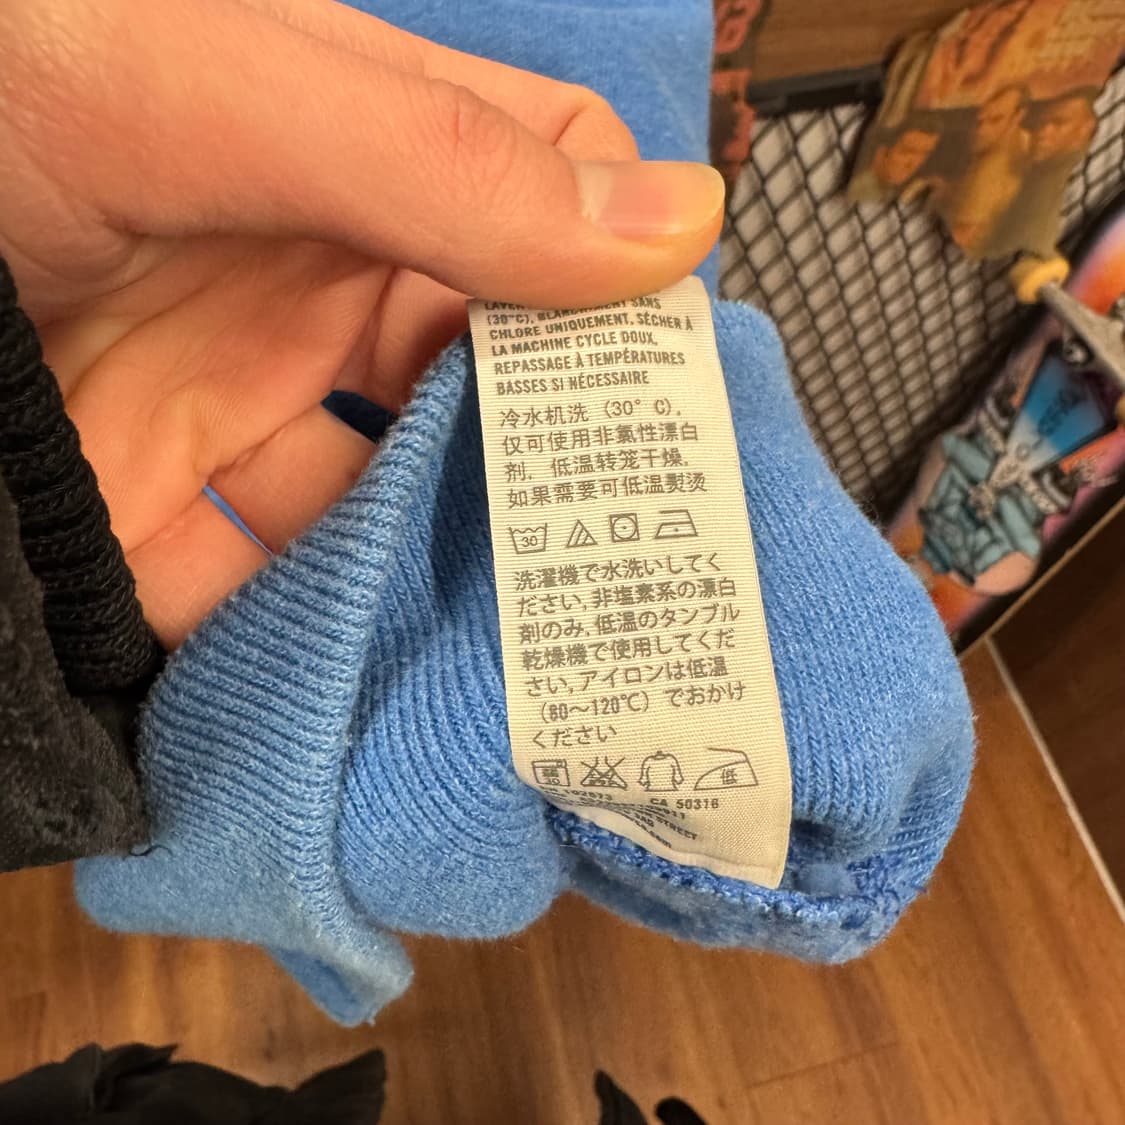 (30°C), BLANCHIMENT SANS
CHLORE UNIQUEMENT, SÉCHER À
LA MACHINE CYCLE DOUX,
REPASSAGE À TEMPÉRATURES
BASSES SI NÉCESSAIRE
冷水机洗（30°C),
仅可使用非氯性漂白
剂, 低温转笼干燥,
如果需要可低温熨烫
30
洗濯機で水洗いしてく
ださい,非塩素系の漂白
剤のみ,低温のタンブル
乾燥機で使用してくだ
さい,アイロンは低温
（80～120℃）でおかけ
ください
30 低
CA 50316
STREET